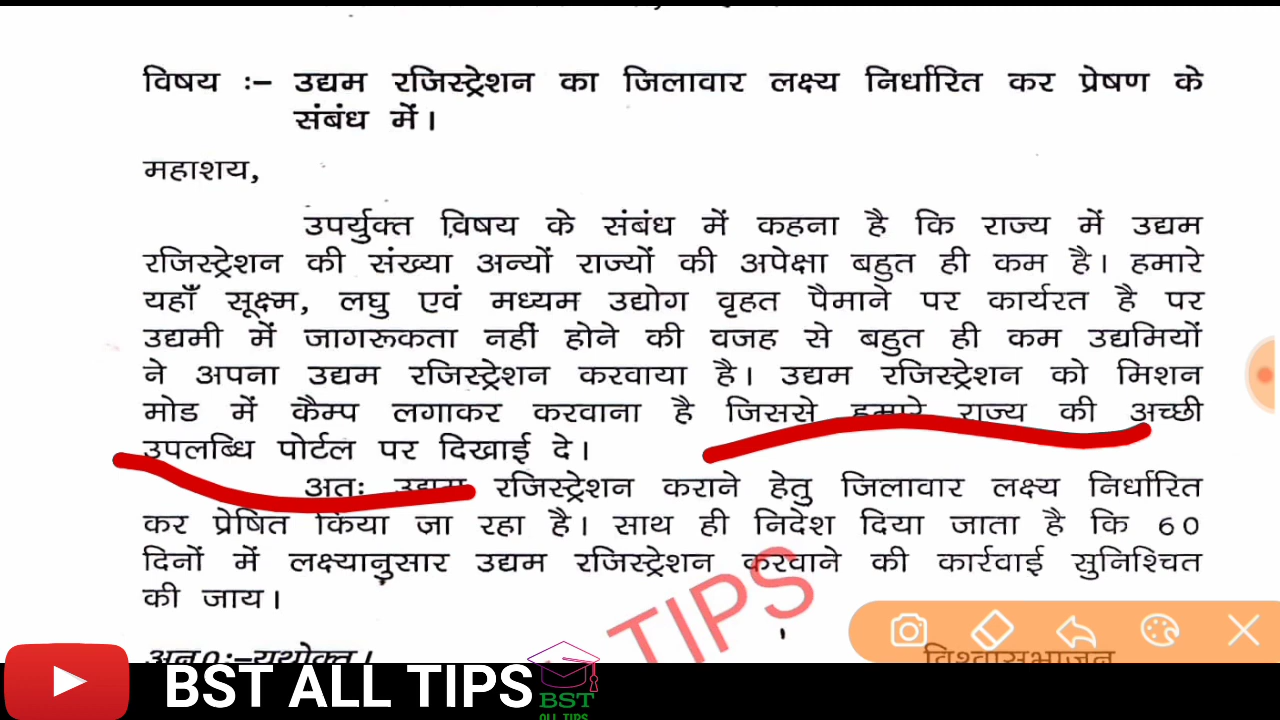 विषय :– उद्यम रजिस्ट्रेशन का जिलावार लक्ष्य निर्धारित कर प्रेषण के
संबंध में।
महाशय,
उपर्युक्त विषय के संबंध में कहना है कि राज्य में उद्यम
रजिस्ट्रेशन की संख्या अन्यों राज्यों की अपेक्षा बहुत ही कम है। हमारे
यहाँ सूक्ष्म, लघु एवं मध्यम उद्योग वृहत पैमाने पर कार्यरत है पर
उद्यमी में जागरूकता नहीं होने की वजह से बहुत ही कम उद्यमियों
ने अपना उद्यम रजिस्ट्रेशन करवाया है। उद्यम रजिस्ट्रेशन को मिशन
मोड में कैम्प लगाकर करवाना है जिससे हमारे राज्य की अच्छी
उपलब्धि पोर्टल पर दिखाई दे।
अतः उद्यम रजिस्ट्रेशन कराने हेतु जिलावार लक्ष्य निर्धारित
कर प्रेषित किया जा रहा है। साथ ही निदेश दिया जाता है कि 60
दिनों में लक्ष्यानुसार उद्यम रजिस्ट्रेशन करवाने की कार्रवाई सुनिश्चित
की जाय।
TIPS
अनु0:–यथोक्त।
विश्वासभाजन
BST ALL TIPS
BST
ALL TIPS